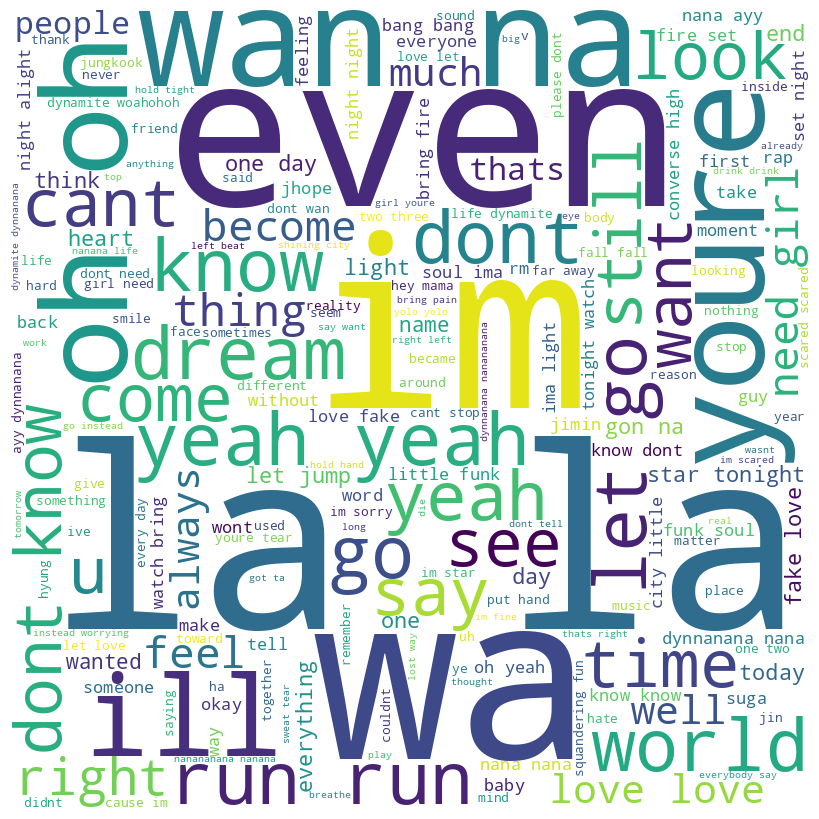 people
jungkook
thank
never
oh oh
wan na
even
sound
big
V
bang bang
everyone
love let
much
nana ayy
fire set
end
look
feeling
night night
please dont
inside
hold tight
dynamite woahohoh
night alight
friend
anything
top
said
one day
think
cant
jhope
thats
bring fire
converse high
first
rap
set night
already
drink drink
take
moment
youre
still
become
dont wan
girl youre
two three
life dynamite
eye
body
dont
heart
life
nanana life
left beat
shining city
dont need
girl need
know
light
soul ima
rm
far away
fall fall
looking
need girl
want
go
hard
smile
thing
reality
hey mama
bring pain
yolo yolo
im
name
seem
say want
right left
nothing
scared scared
back
face
sometimes
became
ima light
tonight watch
stop
reason
work
dream
different
around
without
cant stop
guy
year
dynamite dynnanana
ayy dynnanana
come
love fake
jimin
gon na
go instead
yeah yeah
know dont
wasnt
im scared
dynnanana nananananana
let jump
hold hand
little funk
star tonight
give
something
always
word
yeah
die
let
funk soul
real
tomorrow
ive
every day
wont
used
im sorry
long
dont tell
city little
matter
fake love
know
youre tear
watch bring
la la
u
got ta
go
see
hyung
im star
day
place
say
put hand
music
dont
make
one
im fine
thats right
dynnanana nana
instead worrying
let love
toward
feel
tell
remember
uh
wa
time
one two
wanted
someone
ha
okay
together
ye
oh yeah
thought
lost way
today
know know
suga
well
squandering fun
hate
jin
saying
way
everything
sweat tear
couldnt
ill
play
world
right
nananahana nanana
nana nana
everybody say
didnt
cause im
run run
breathe
baby
mind
love love